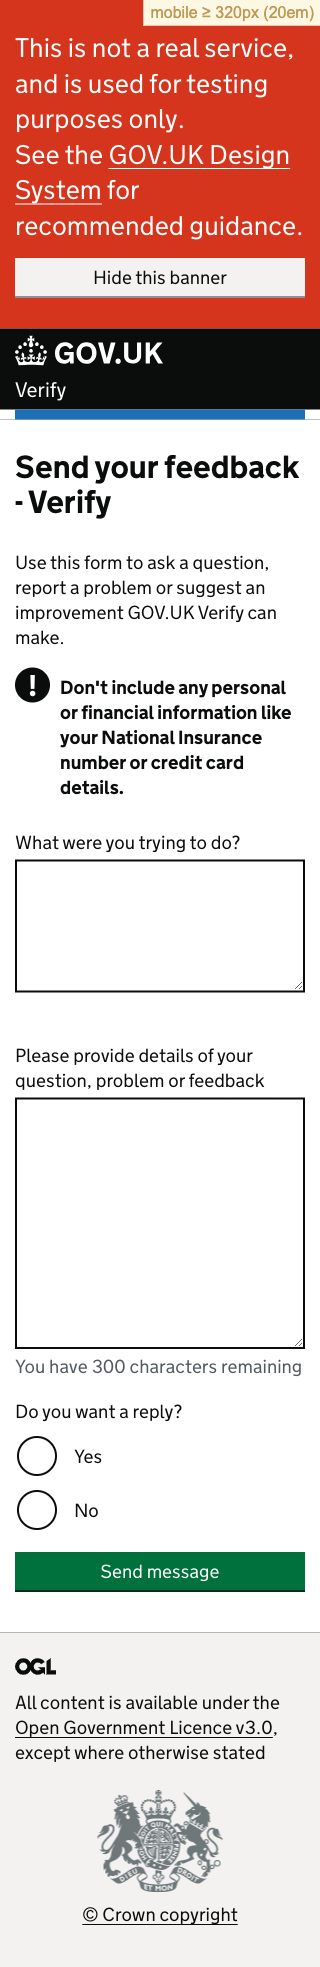 mobile ≥ 320px (20em)
This is not a real service,
and is used for testing
purposes only.
See the GOV.UK Design
System for
recommended guidance.
Hide this banner
GOV.UK
Verify
Send your feedback
- Verify
Use this form to ask a question,
report a problem or suggest an
improvement GOV.UK Verify can
make.
!
Don't include any personal
or financial information like
your National Insurance
number or credit card
details.
What were you trying to do?
Please provide details of your
question, problem or feedback
You have 300 characters remaining
Do you want a reply?
Yes
No
Send message
OGL
All content is available under the
Open Government Licence v3.0,
except where otherwise stated
DIEU ET MON
© Crown copyright